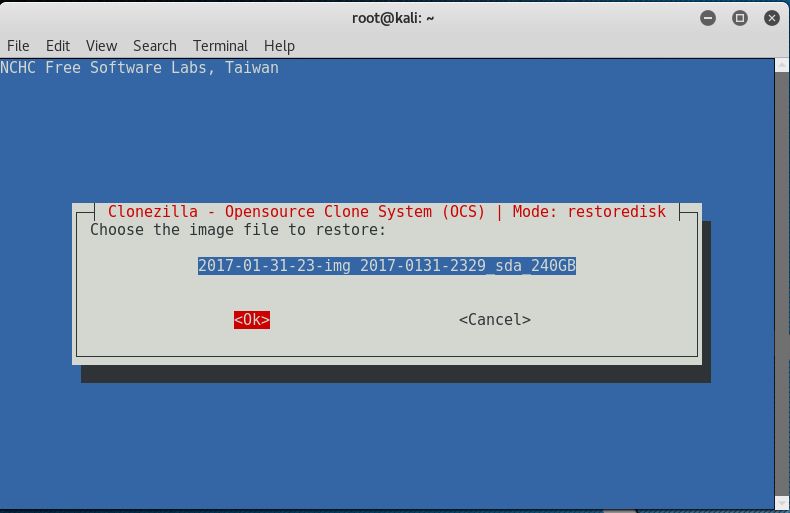 root@kali: ~
File Edit View Search Terminal Help
NCHC Free Software Labs, Taiwan
Clonezilla - Opensource Clone System (OCS) | Mode: restoredisk
Choose the image file to restore:
2017-01-31-23-img 2017-0131-2329_sda_240GB
<Ok> <Cancel>